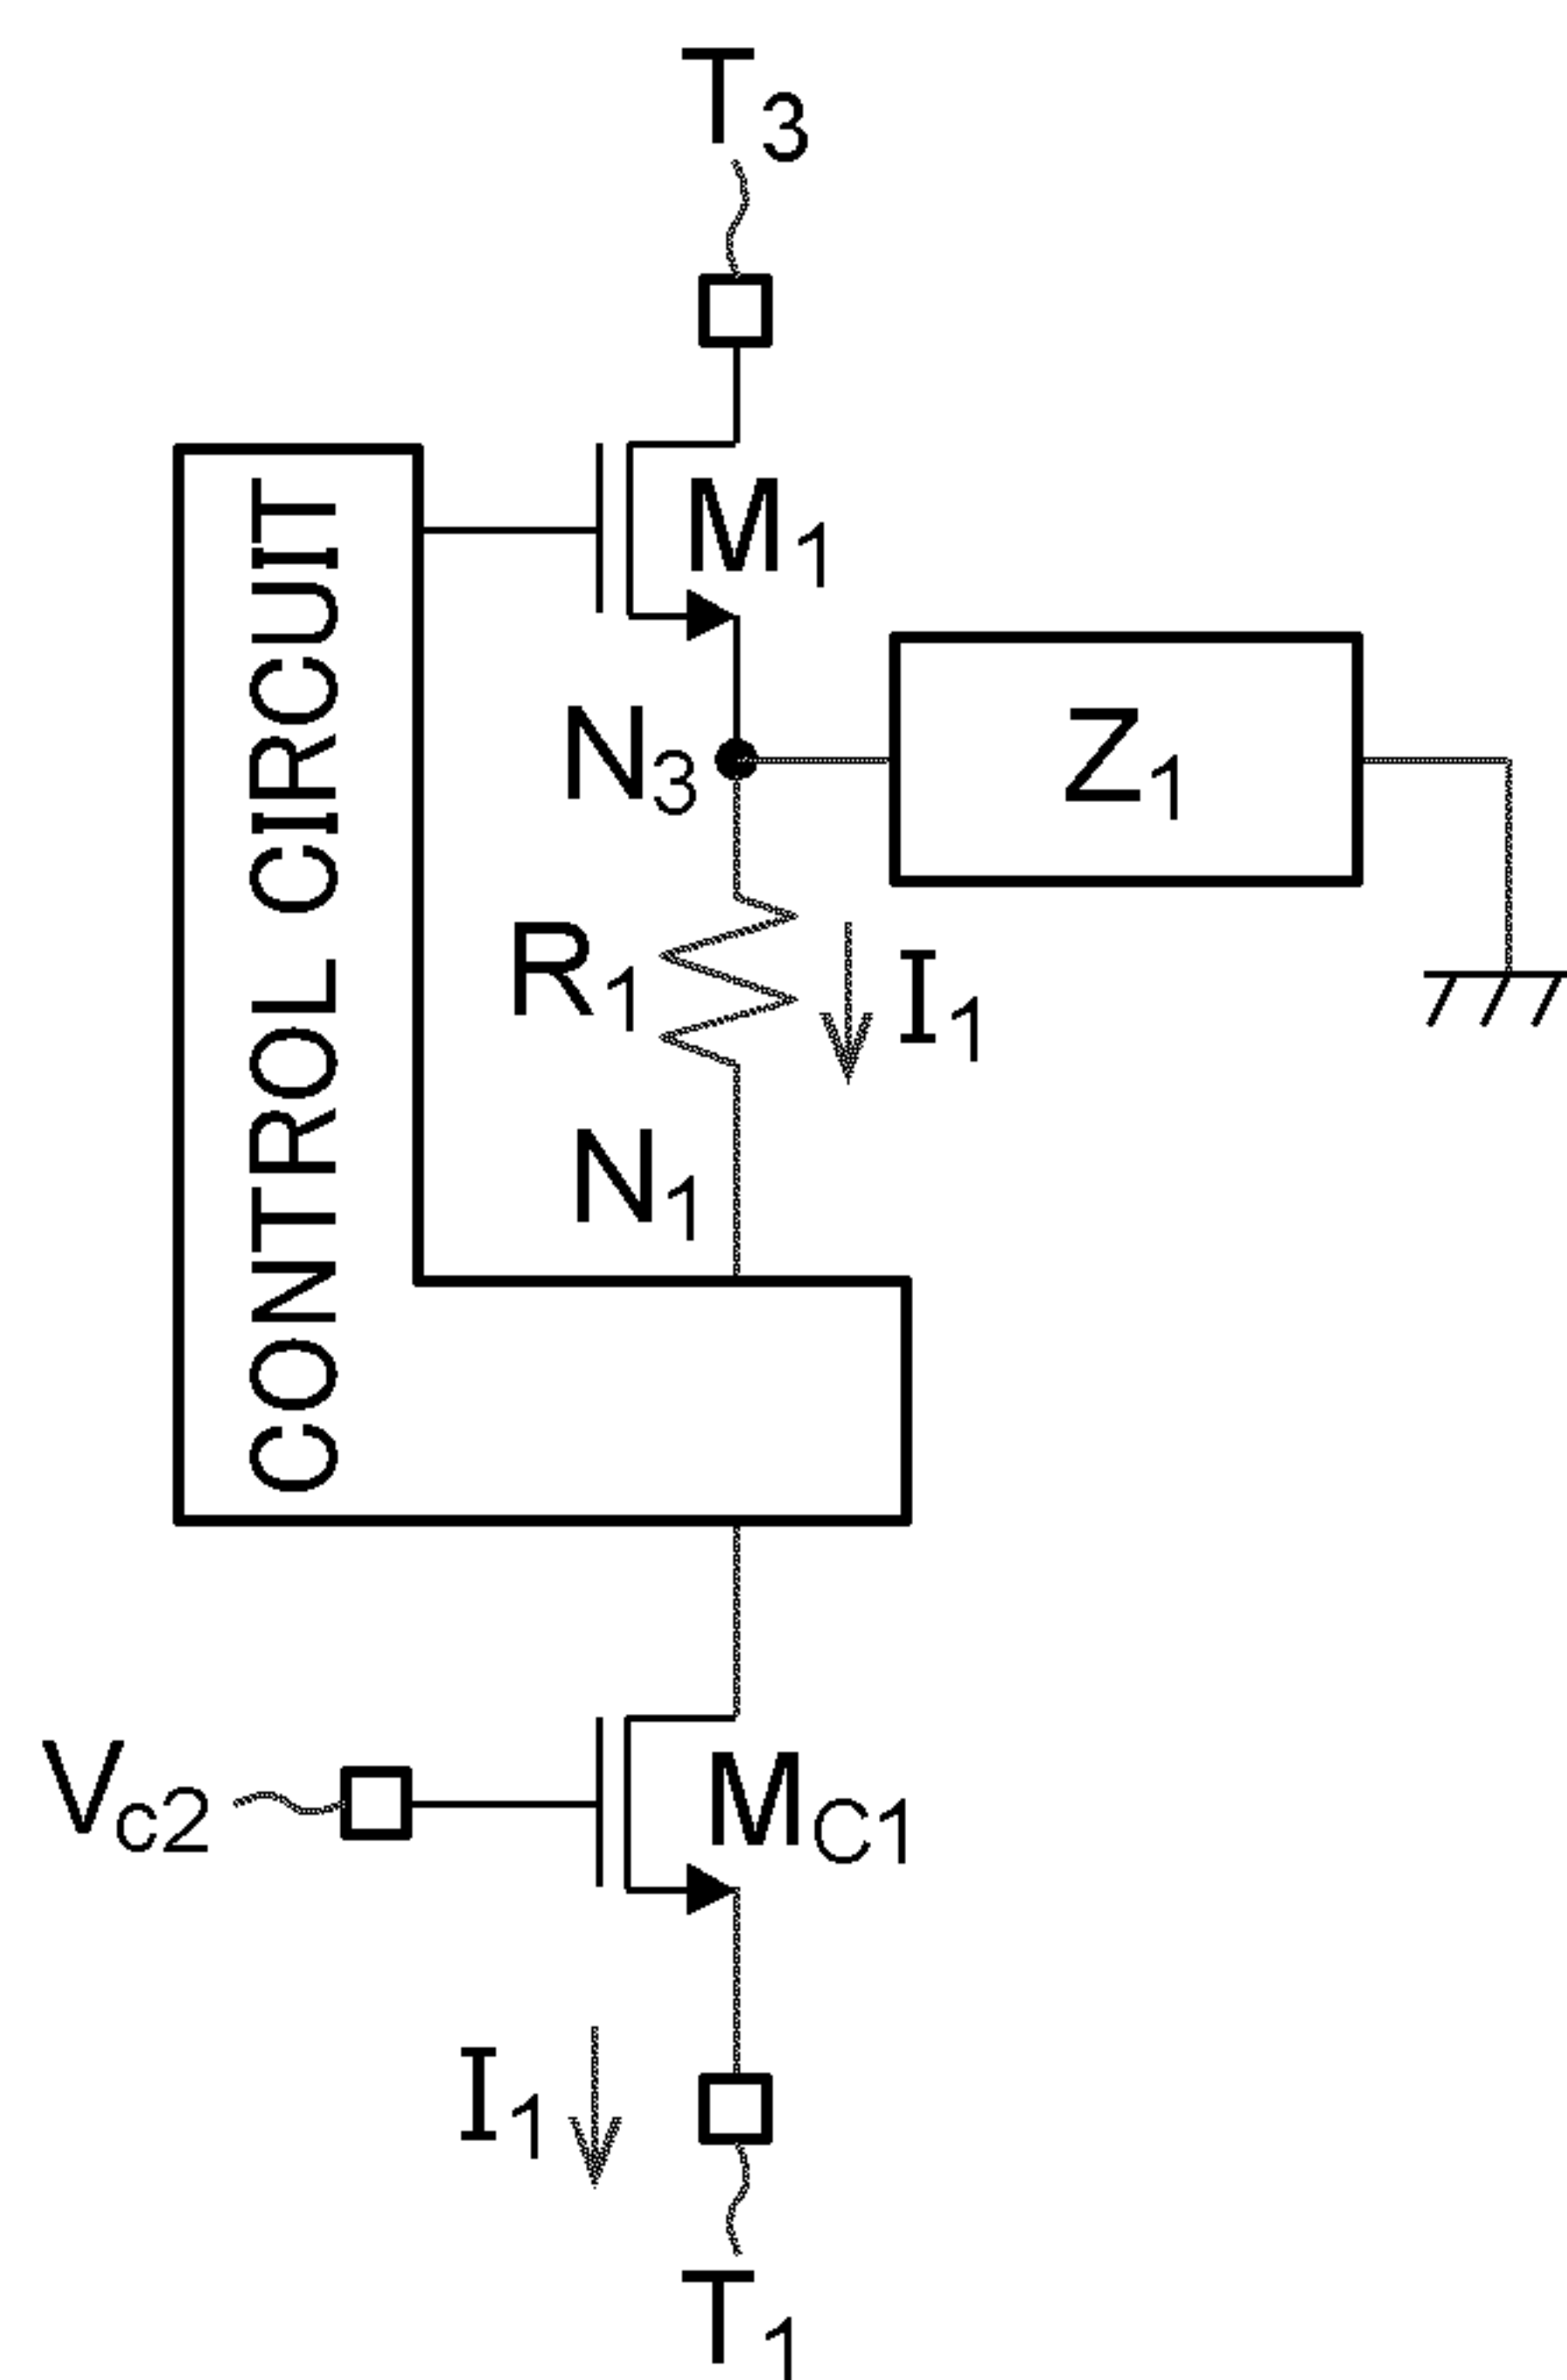 T3
CONTROL CIRCUIT
M1
N3
Z1
R1
I1
N1
Vc2
MC1
I1
T1